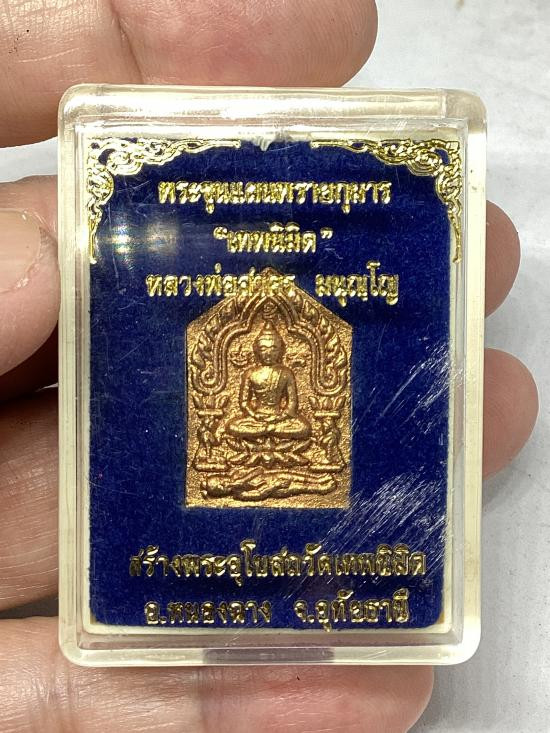 พระขุนแผนพรายกุมาร
"เทพนิมิต"
หลวงพ่อสาคร มนุญโญ
สร้างพระอุโบสถวัดเทพนิมิต
อ.หนองฉาง จ.อุทัยธานี